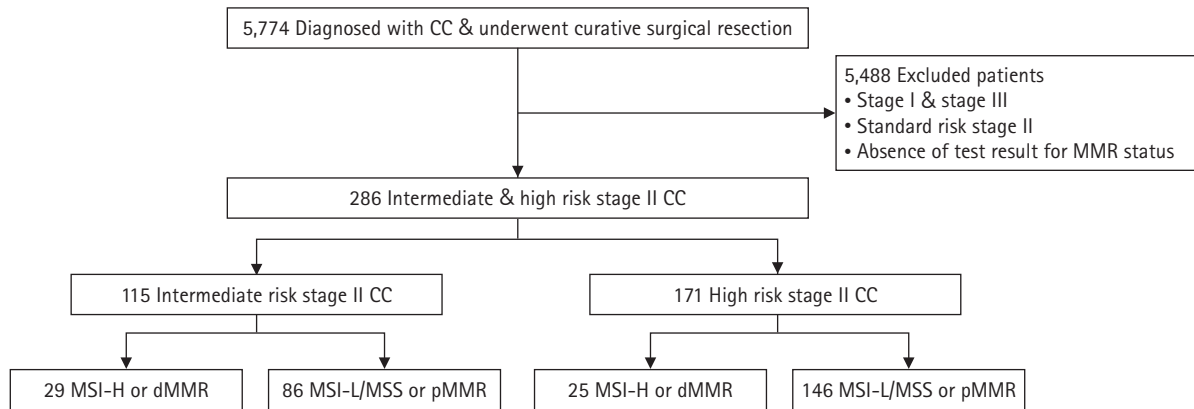 5,774 Diagnosed with CC & underwent curative surgical resection
5,488 Excluded patients
• Stage I & stage III
• Standard risk stage II
• Absence of test result for MMR status
286 Intermediate & high risk stage II CC
115 Intermediate risk stage II CC
171 High risk stage II CC
29 MSI-H or dMMR
86 MSI-L/MSS or pMMR
25 MSI-H or dMMR
146 MSI-L/MSS or pMMR